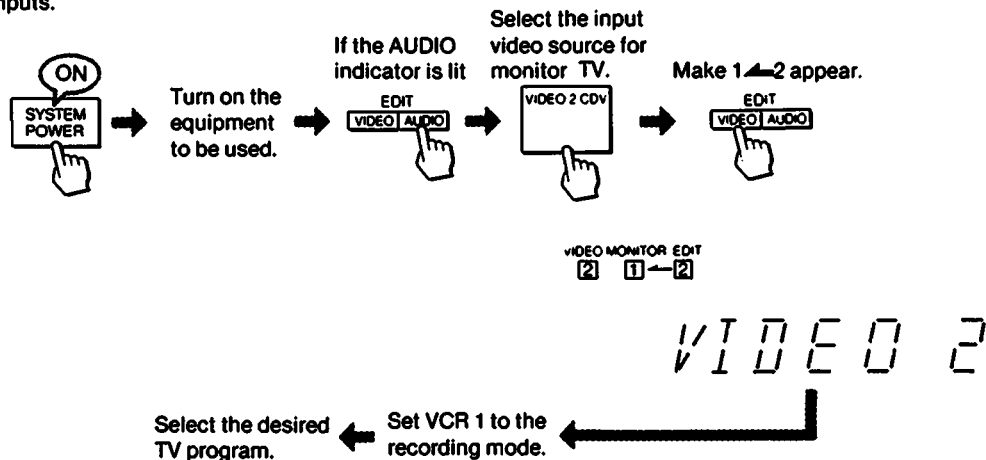 nputs.
ON
SYSTEM
POWER
Turn on the
equipment
to be used.
If the AUDIO
indicator is lit
EDIT
VIDEO AUDIO
Select the input
video source for
monitor TV.
VIDEO 2 CDV
Make 1 ← 2 appear.
EDIT
VIDEO AUDIO
VIDEO MONITOR EDIT
2 1 ← 2
VIDEO 2
Set VCR 1 to the
recording mode.
Select the desired
TV program.